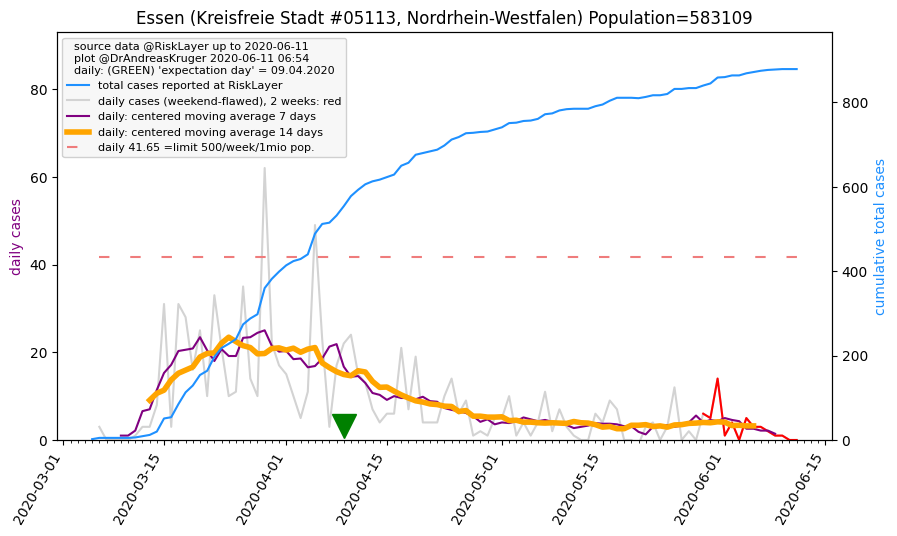 Essen (Kreisfreie Stadt #05113, Nordrhein-Westfalen) Population=583109
source data @RiskLayer up to 2020-06-11
plot @DrAndreasKruger 2020-06-11 06:54
daily: (GREEN) 'expectation day' = 09.04.2020
total cases reported at RiskLayer
daily cases (weekend-flawed), 2 weeks: red
daily: centered moving average 7 days
daily: centered moving average 14 days
daily 41.65 =limit 500/week/1mio pop.
daily cases
80
60
40
20
0
cumulative total cases
800
600
400
200
0
2020-03-01
2020-03-15
2020-04-01
2020-04-15
2020-05-01
2020-05-15
2020-06-01
2020-06-15